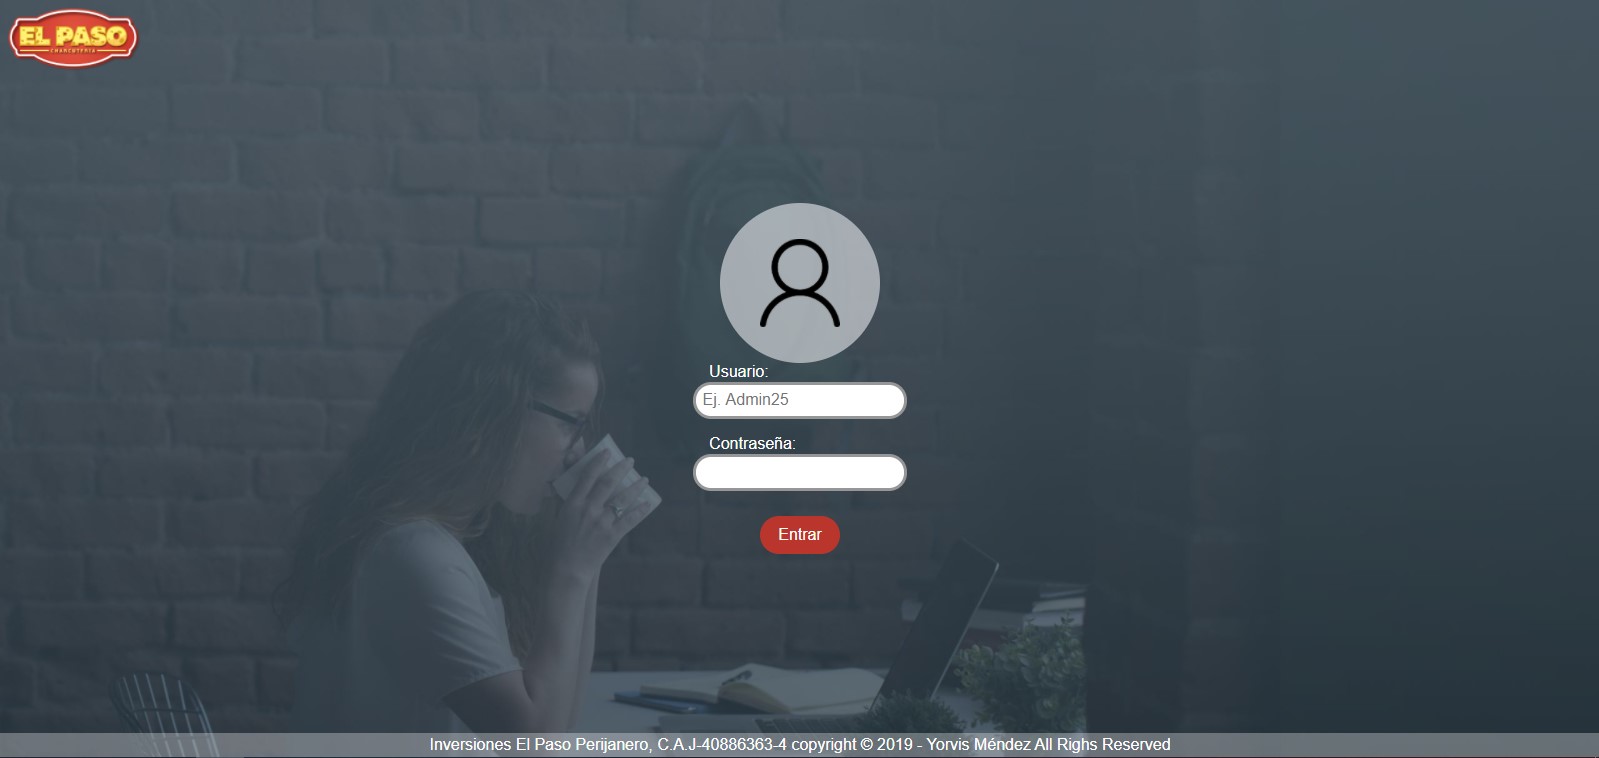 EL PASO
CHARCUTERIA
Usuario:
Ej. Admin25
Contraseña:
Entrar
Inversiones El Paso Perijanero, C.A.J-40886363-4 copyright © 2019 - Yorvis Méndez All Righs Reserved